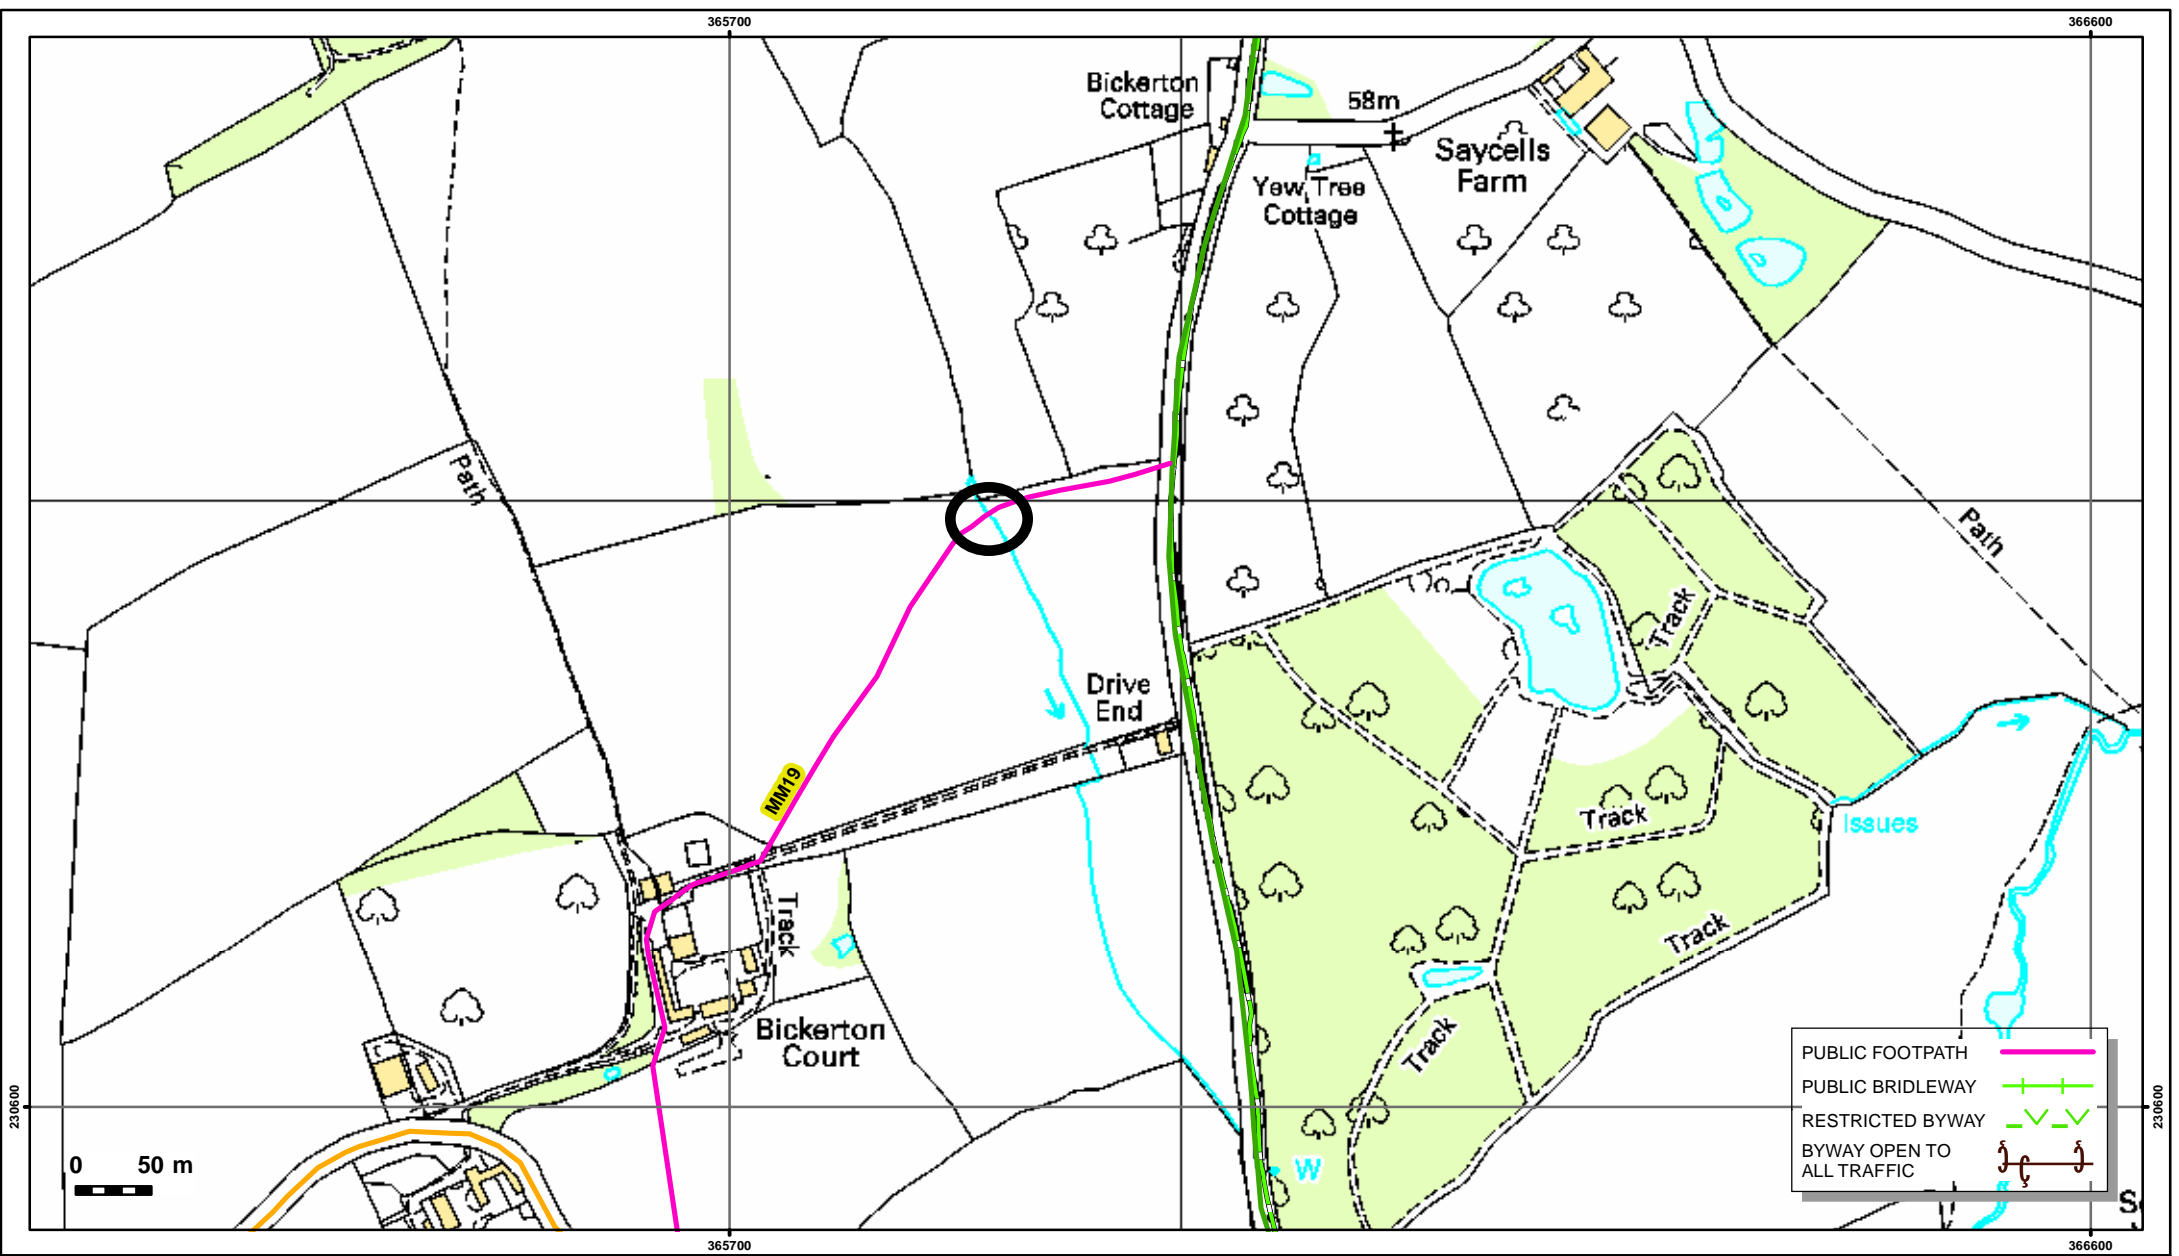 365700
366600
Bickerton
Cottage
58m
Saycells
Farm
Yew Tree
Cottage
Path
Path
Track
Drive
End
MM19
Track
Issues
Track
Track
Bickerton
Court
Track
W
230600
230600
0 50 m
PUBLIC FOOTPATH
PUBLIC BRIDLEWAY
RESTRICTED BYWAY
BYWAY OPEN TO
ALL TRAFFIC
365700
366600